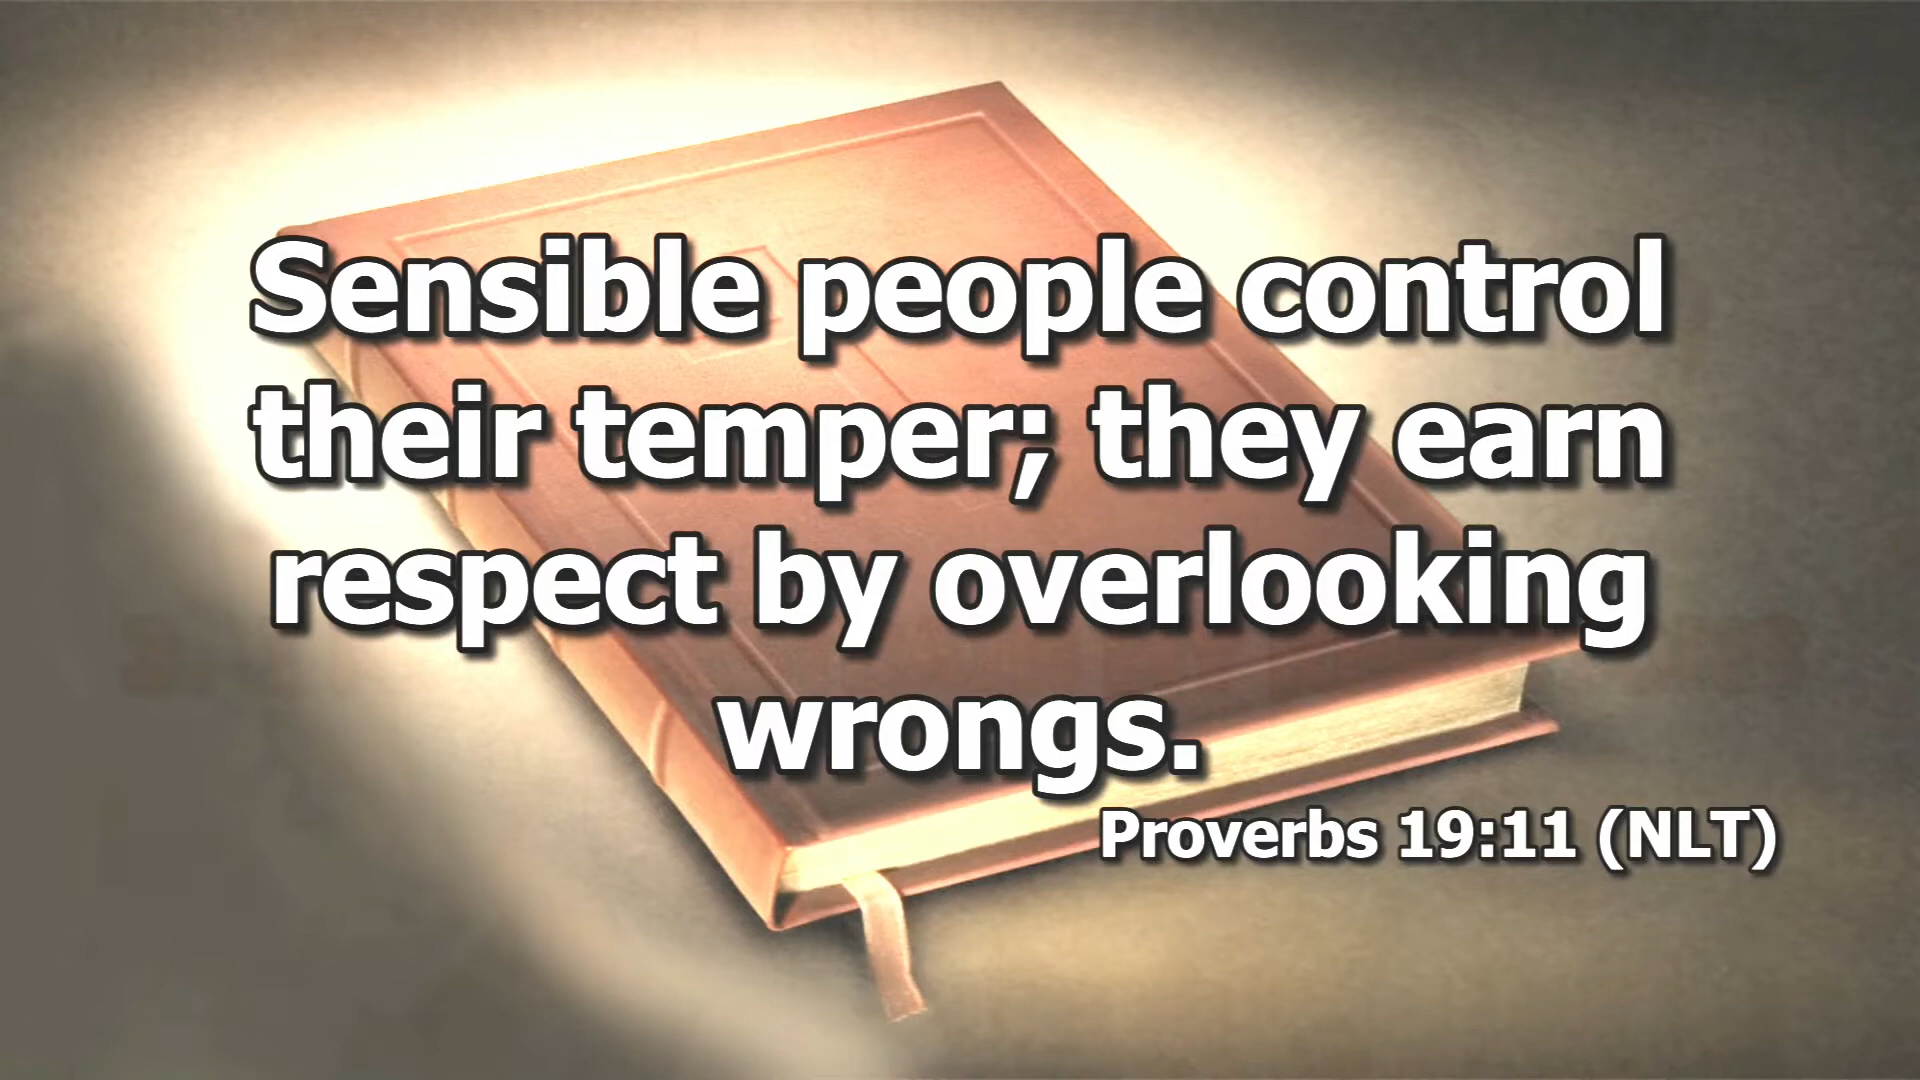 Sensible people control
their temper; they earn
respect by overlooking
wrongs.
Proverbs 19:11 (NLT)